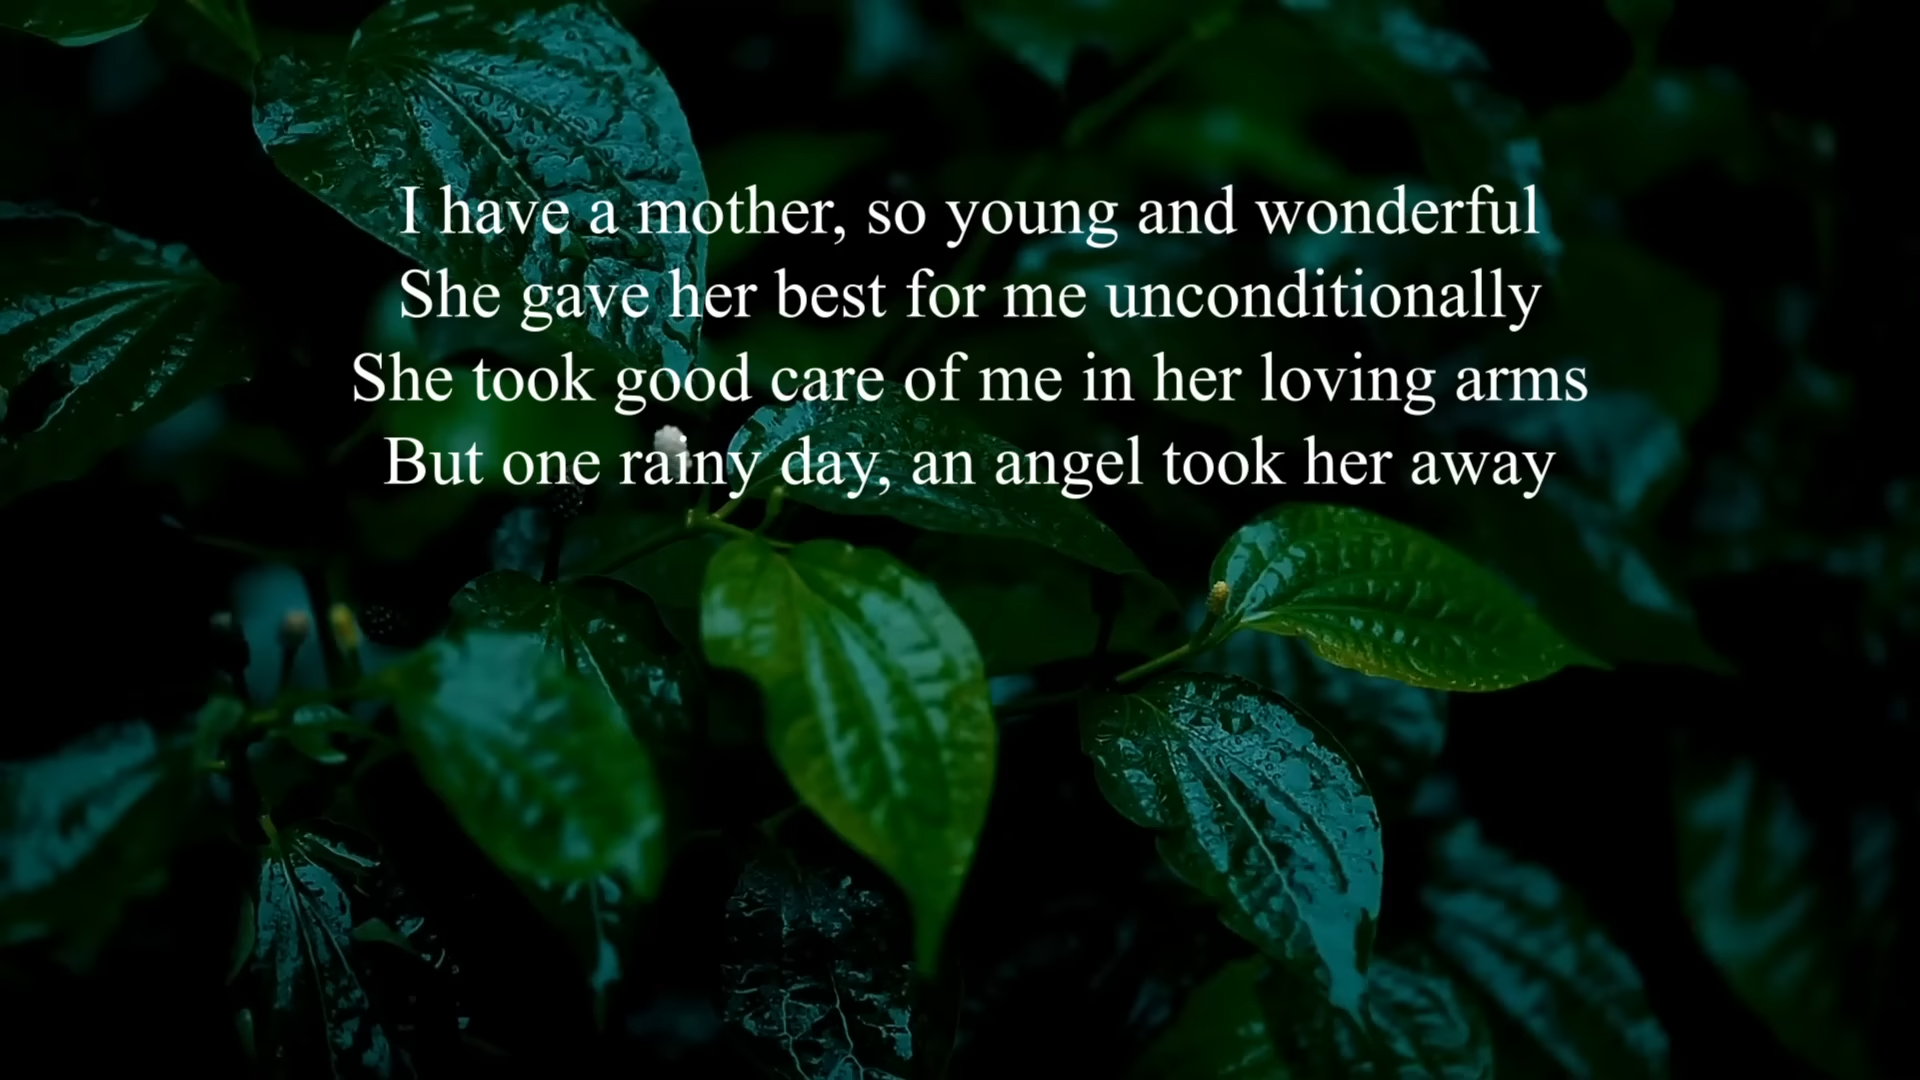 I have a mother, so young and wonderful
She gave her best for me unconditionally
She took good care of me in her loving arms
But one rainy day, an angel took her away